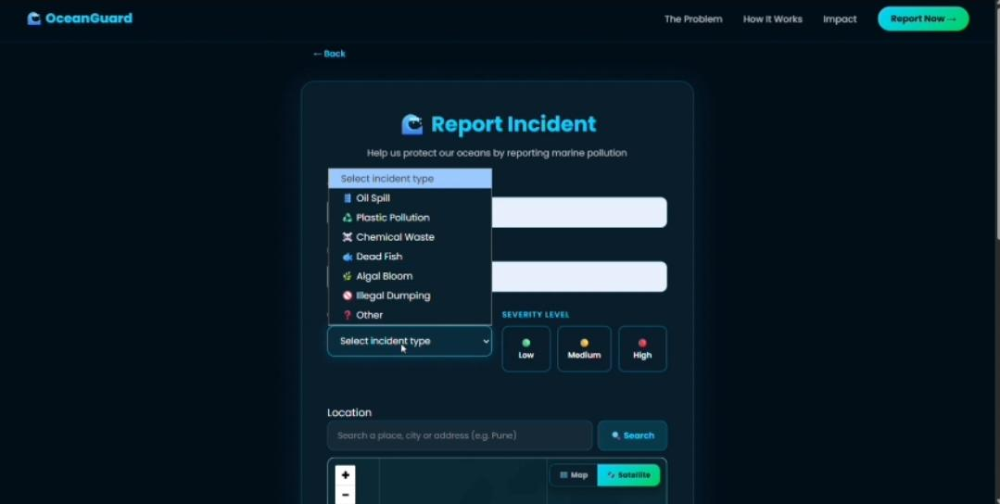 OceanGuard
The Problem
How It Works
Impact
Report Now →
← Back
Report Incident
Help us protect our oceans by reporting marine pollution
Select incident type
Oil Spill
Plastic Pollution
Chemical Waste
Dead Fish
Algal Bloom
Illegal Dumping
Other
Select incident type
SEVERITY LEVEL
Low
Medium
High
Location
Search a place, city or address (e.g. Pune)
Search
+
−
Map
Satellite